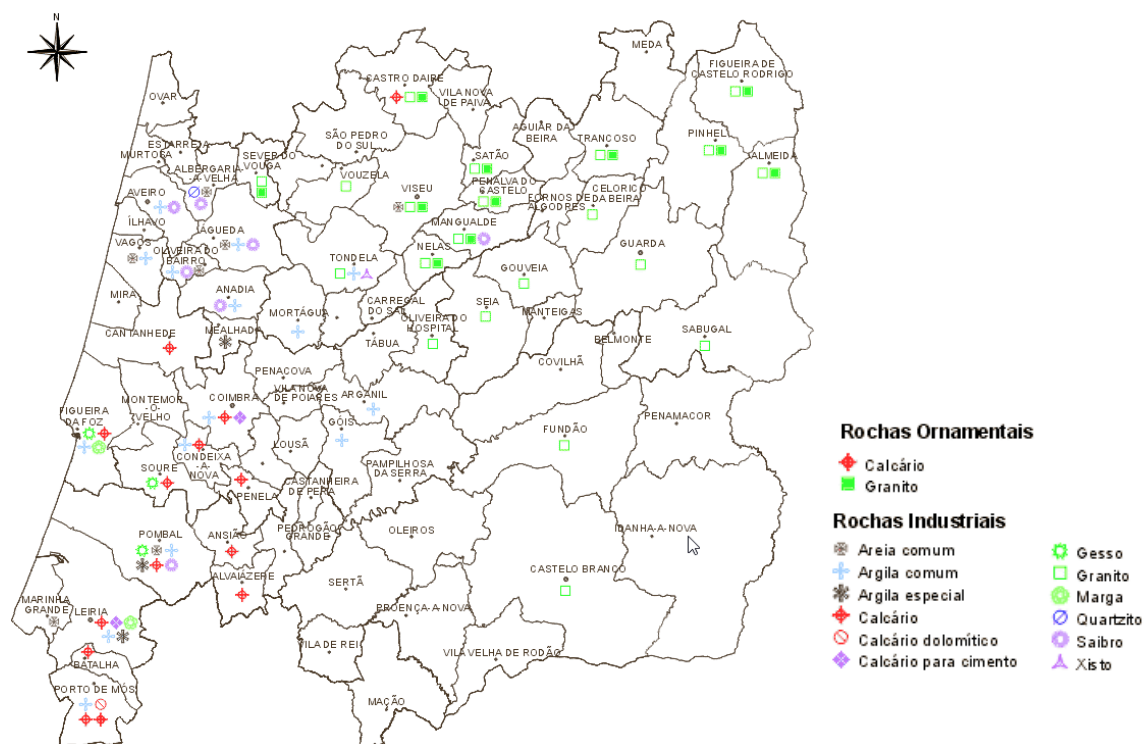 N
MEDA
FIGUEIRA DE
CASTELO RODRIGO
CASTRO DAIRE
VILA NOVA
DE PAIVA
OVAR
AGUIAR DA
BEIRA
TRANCOSO
PINHEL
SÃO PEDRO
DO SUL
ESTARREJA
MURTOSA
SEVER DO
VOUGA
SATÃO
ALMEIDA
ALBERGARIA
-A-VELHA
VOUZELA
VISEU
PENALVA DO
CASTELO
CELORICO
DA BEIRA
FORNOS DE
ALGODRES
AVEIRO
ÍLHAVO
ÁGUEDA
MANGUALDE
VAGOS
OLIVEIRA DO
BAIRRO
NELAS
GUARDA
TONDELA
GOUVEIA
MIRA
ANADIA
MORTÁGUA
CARREGAL
DO SAL
SEIA
MANTEIGAS
OLIVEIRA DO
HOSPITAL
CANTANHEDE
MEALHADA
TÁBUA
BELMONTE
SABUGAL
COVILHÃ
PENACOVA
VILA NOVA
DE POIARES
ARGANIL
MONTEMOR
-O-
VELHO
COIMBRA
FIGUEIRA
DA FOZ
GÓIS
PENAMACOR
FUNDÃO
LOUSÃ
CONDEIXA
-A-
NOVA
SOURE
PAMPILHOSA
DA SERRA
CASTANHEIRA
DE PERA
PENELA
POMBAL
ANSIÃO
PEDRÓGÃO
GRANDE
OLEIROS
IDANHA-A-NOVA
ALVAIÁZERE
SERTÃ
CASTELO BRANCO
MARINHA
GRANDE
LEIRIA
PROENÇA-A-NOVA
BATALHA
VILA DE REI
VILA VELHA DE RODÃO
PORTO DE MÓS
MAÇÃO
Rochas Ornamentais
Calcário
Granito
Rochas Industriais
Areia comum
Argila comum
Argila especial
Calcário
Calcário dolomítico
Calcário para cimento
Gesso
Granito
Marga
Quartzito
Saibro
Xisto